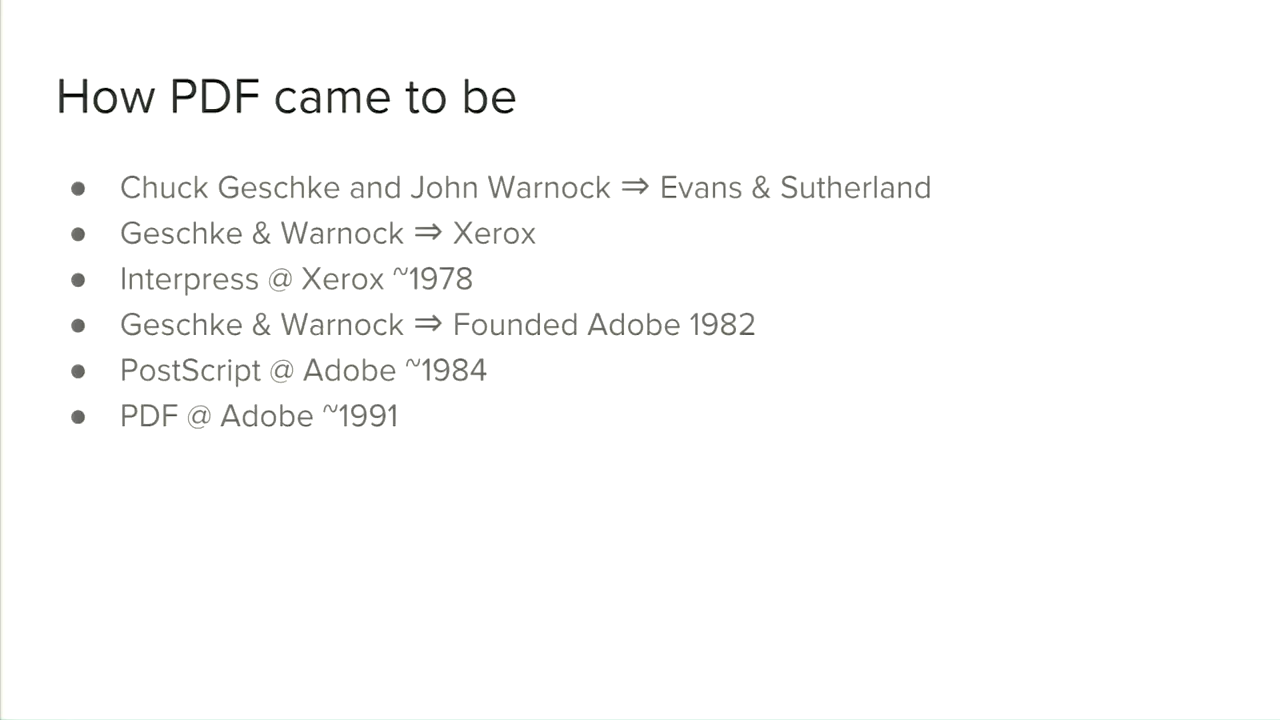 How PDF came to be
● Chuck Geschke and John Warnock ⇒ Evans & Sutherland
● Geschke & Warnock ⇒ Xerox
● Interpress @ Xerox ~1978
● Geschke & Warnock ⇒ Founded Adobe 1982
● PostScript @ Adobe ~1984
● PDF @ Adobe ~1991